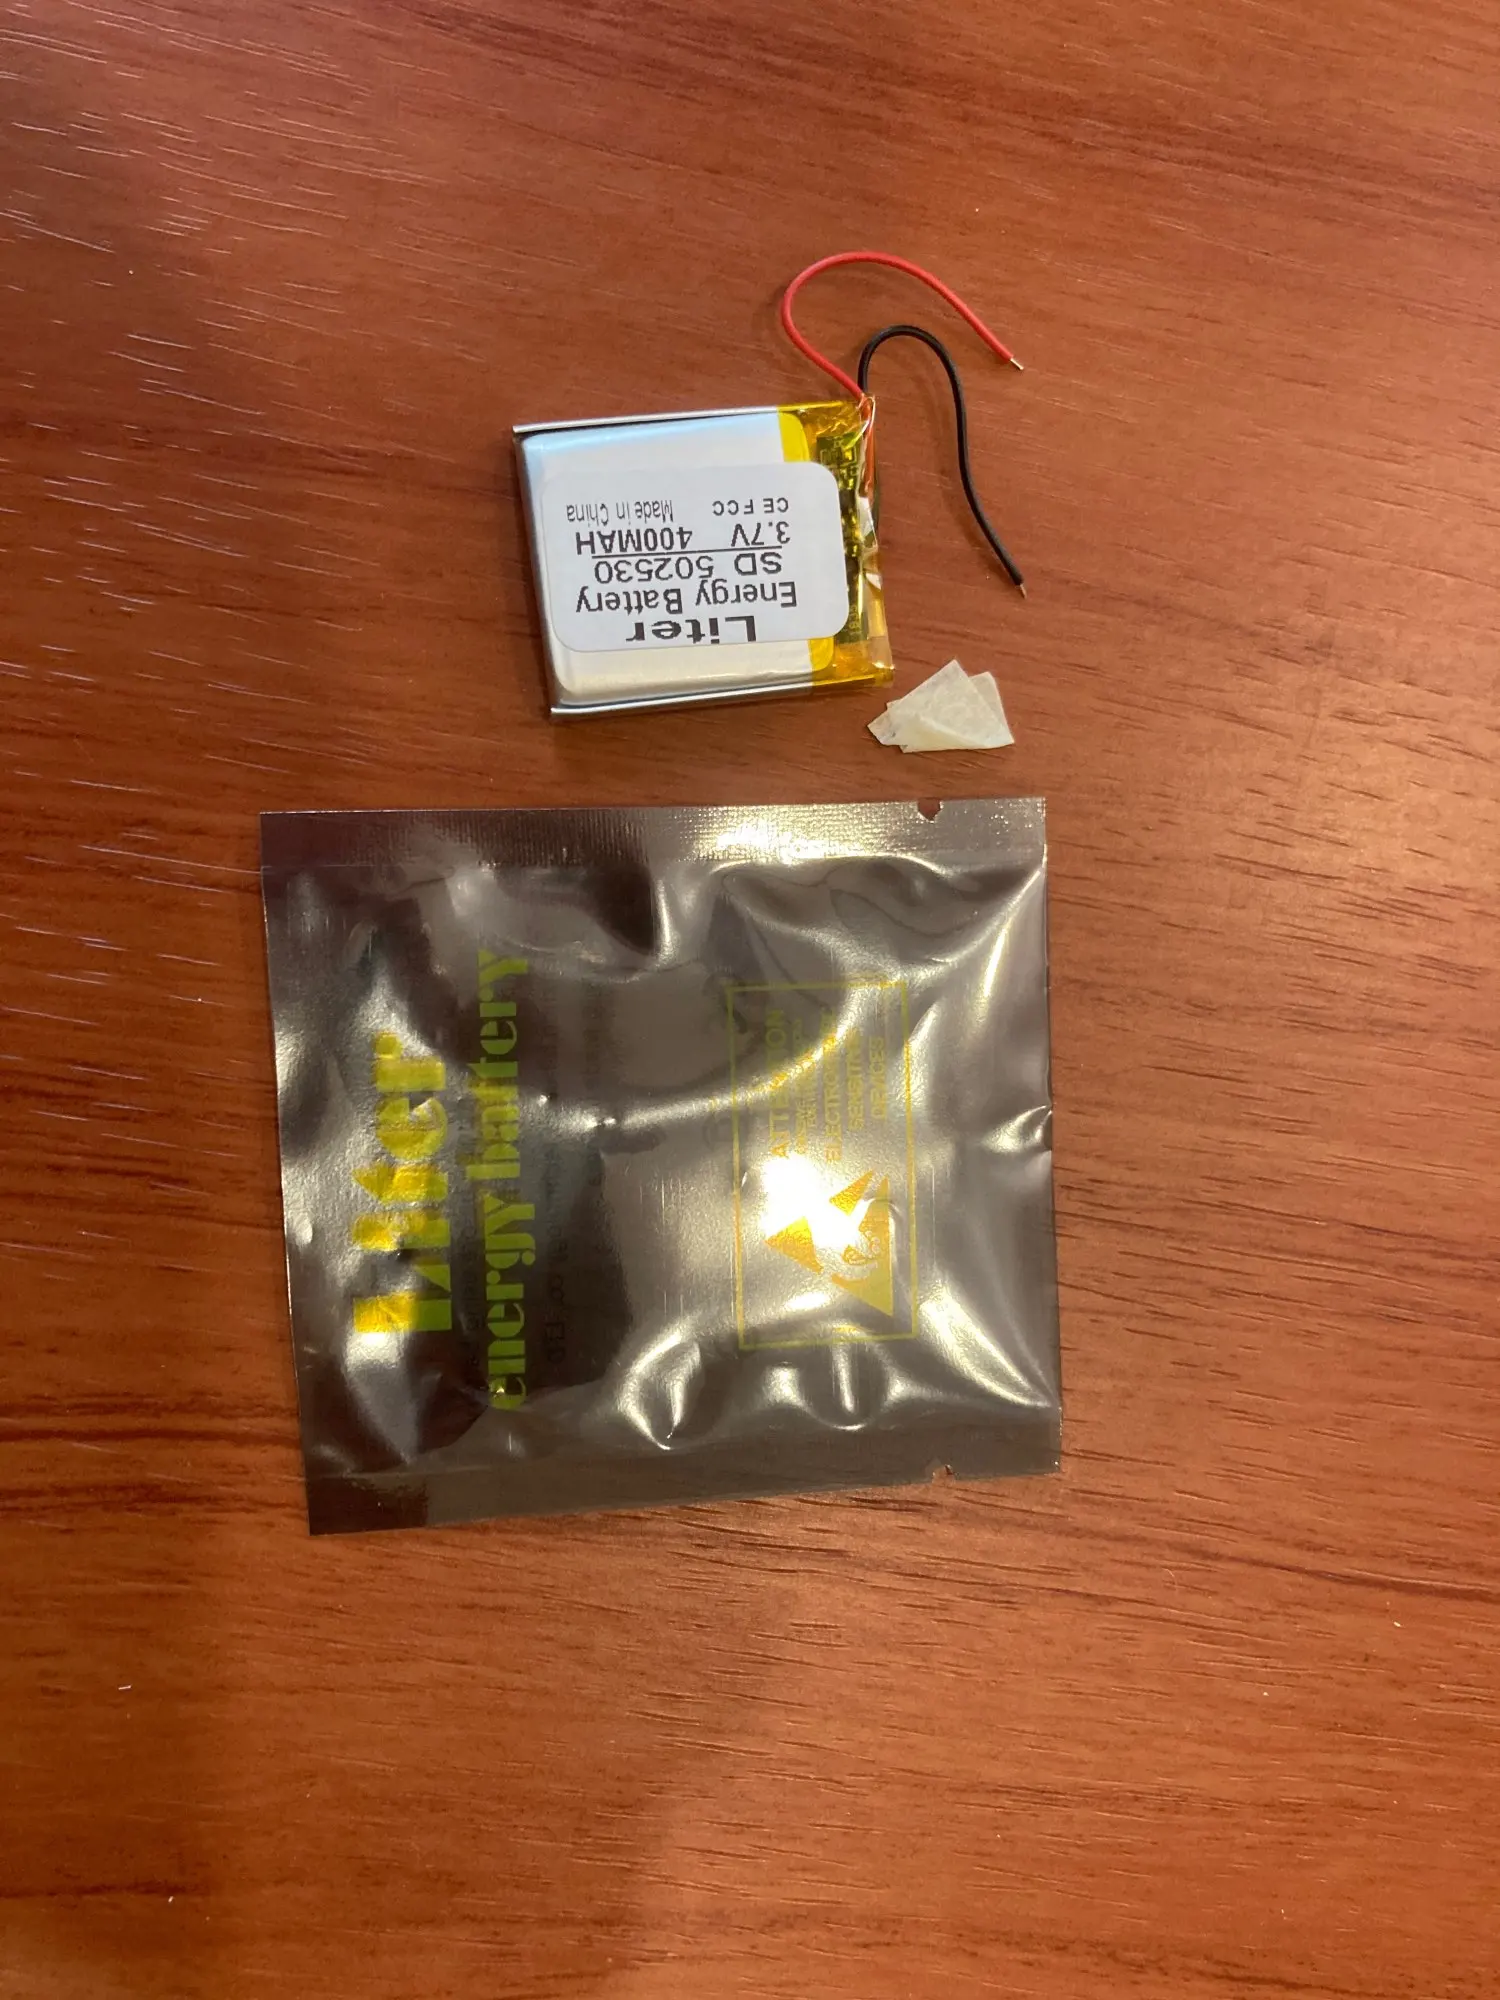 Liter
Energy Battery
SD 502530
3.7V 400MAH
CE FCC Made in China
Liter
energy battery
ATTENTION
ELECTROSTATIC
SENSITIVE
DEVICES